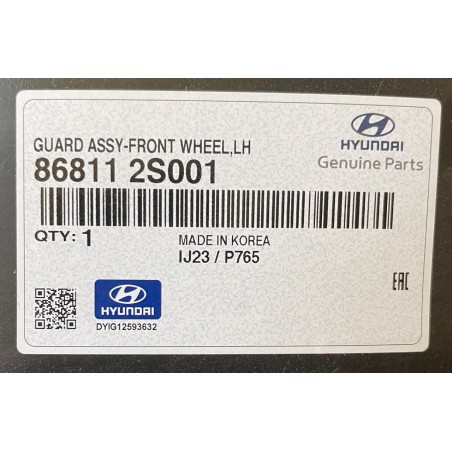 GUARD ASSY-FRONT WHEEL,LH
86811 2S001
HYUNDAI
Genuine Parts
QTY: 1
MADE IN KOREA
IJ23 / P765
EAC
HYUNDAI
DYIG12593632